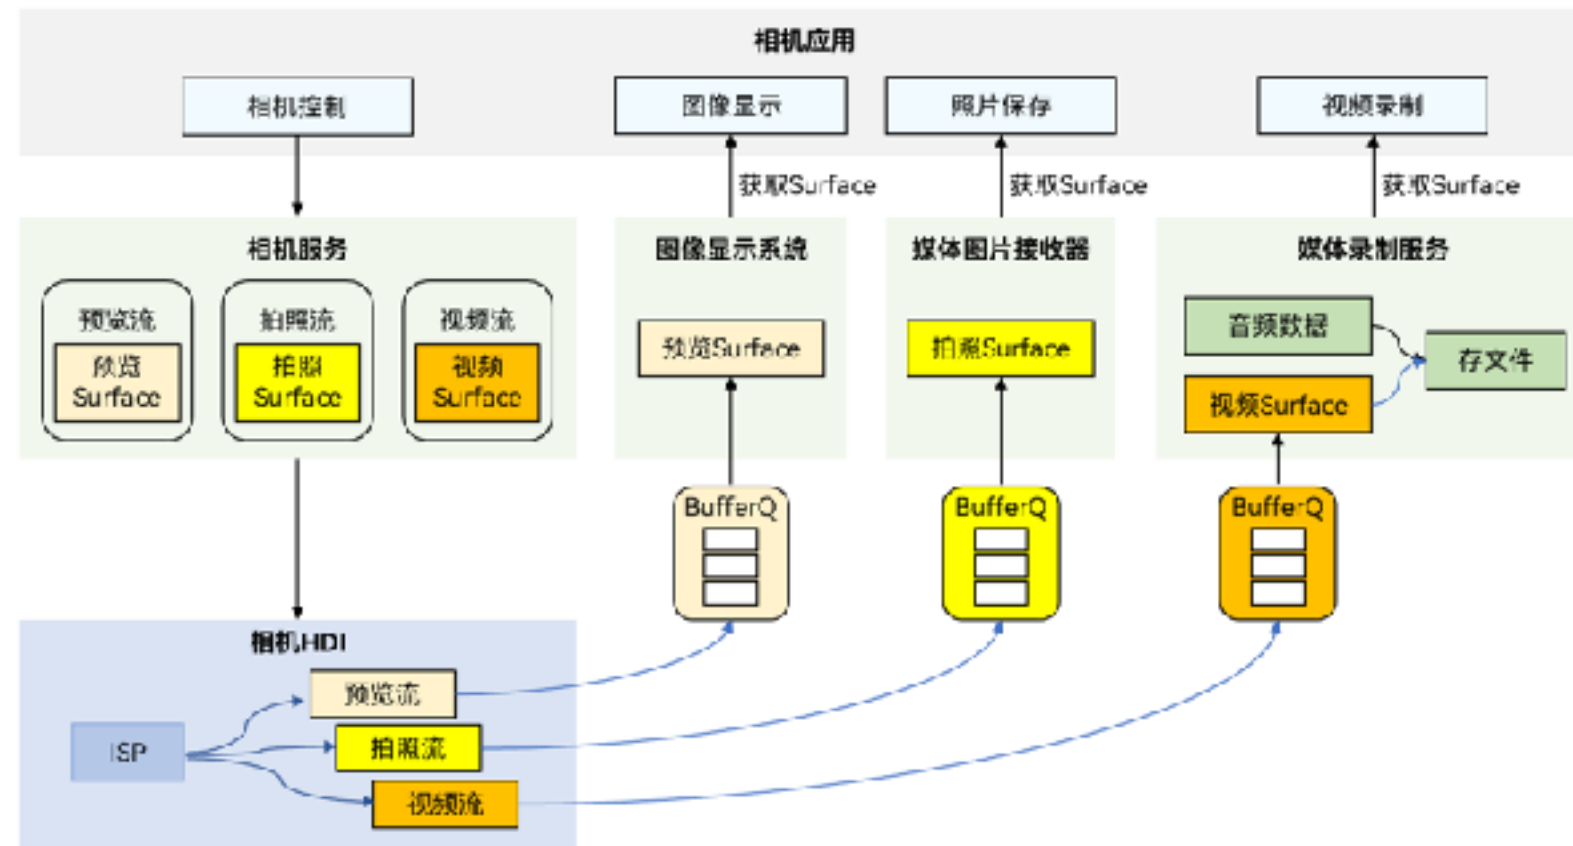 相机应用
相机控制
图像显示
照片保存
视频录制
获取Surface
获取Surface
获取Surface
相机服务
预览流
预览
Surface
拍照流
拍照
Surface
视频流
视频
Surface
图像显示系统
预览Surface
媒体图片接收器
拍照Surface
媒体录制服务
音频数据
视频Surface
存文件
BufferQ
BufferQ
BufferQ
相机HDI
ISP
预览流
拍照流
视频流